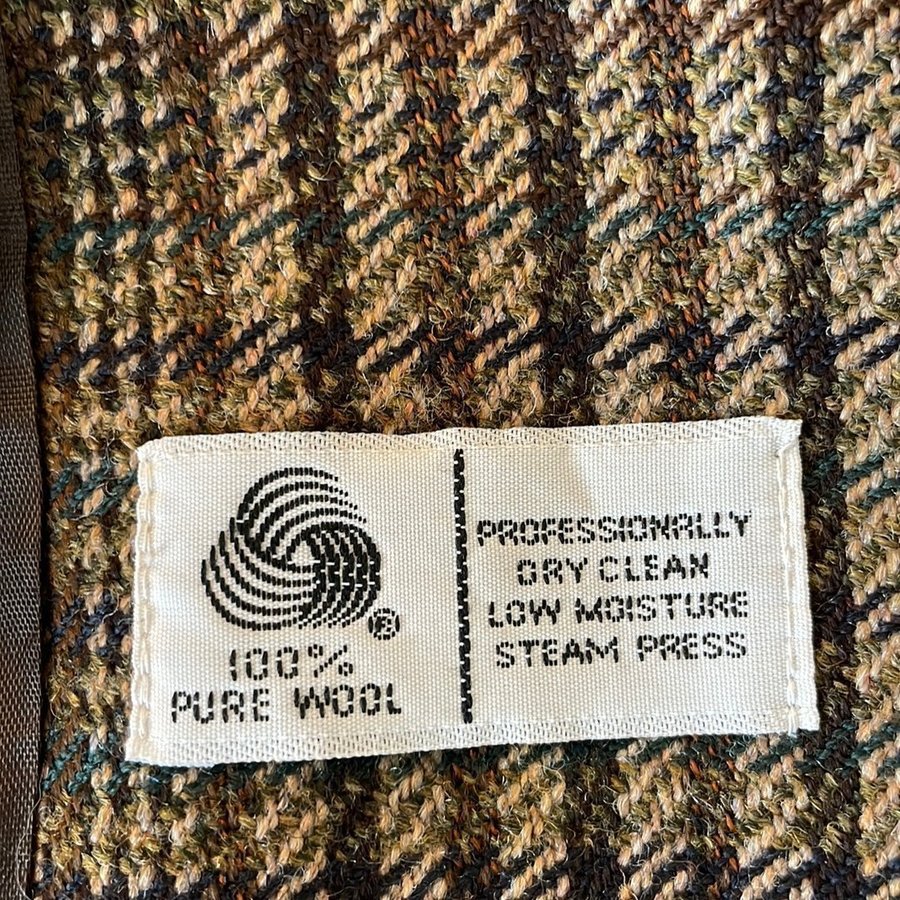 ®
100%
PURE WOOL
PROFESSIONALLY
DRY CLEAN
LOW MOISTURE
STEAM PRESS